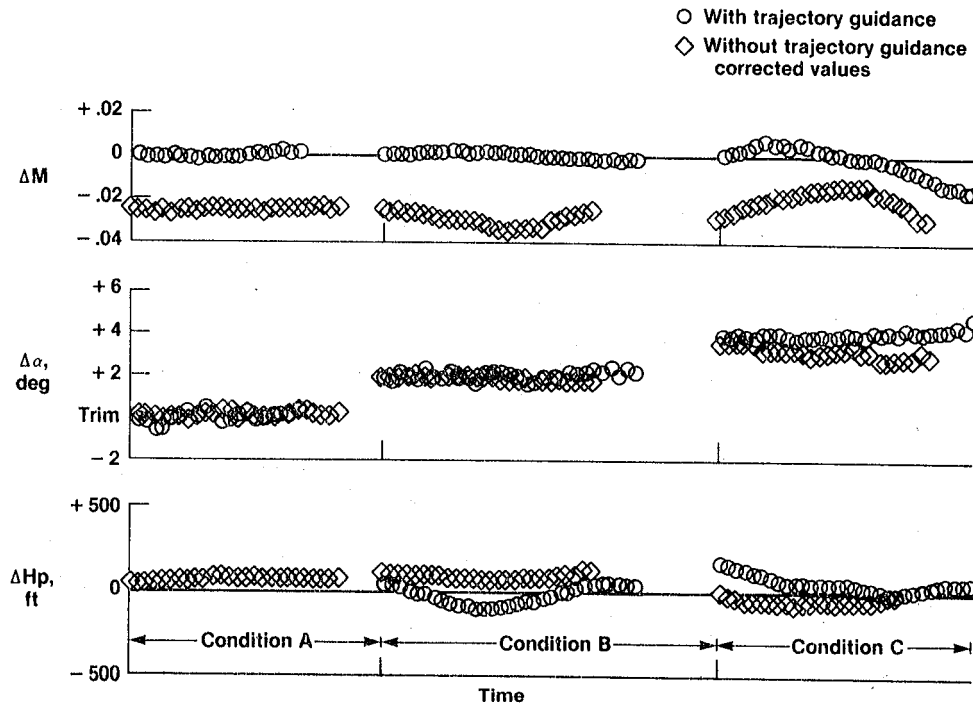 With trajectory guidance
Without trajectory guidance
corrected values
+ .02
0
ΔM
− .02
− .04
+ 6
+ 4
Δα,
deg
+ 2
Trim
− 2
+ 500
ΔHp,
ft
0
− 500
Condition A
Condition B
Condition C
Time